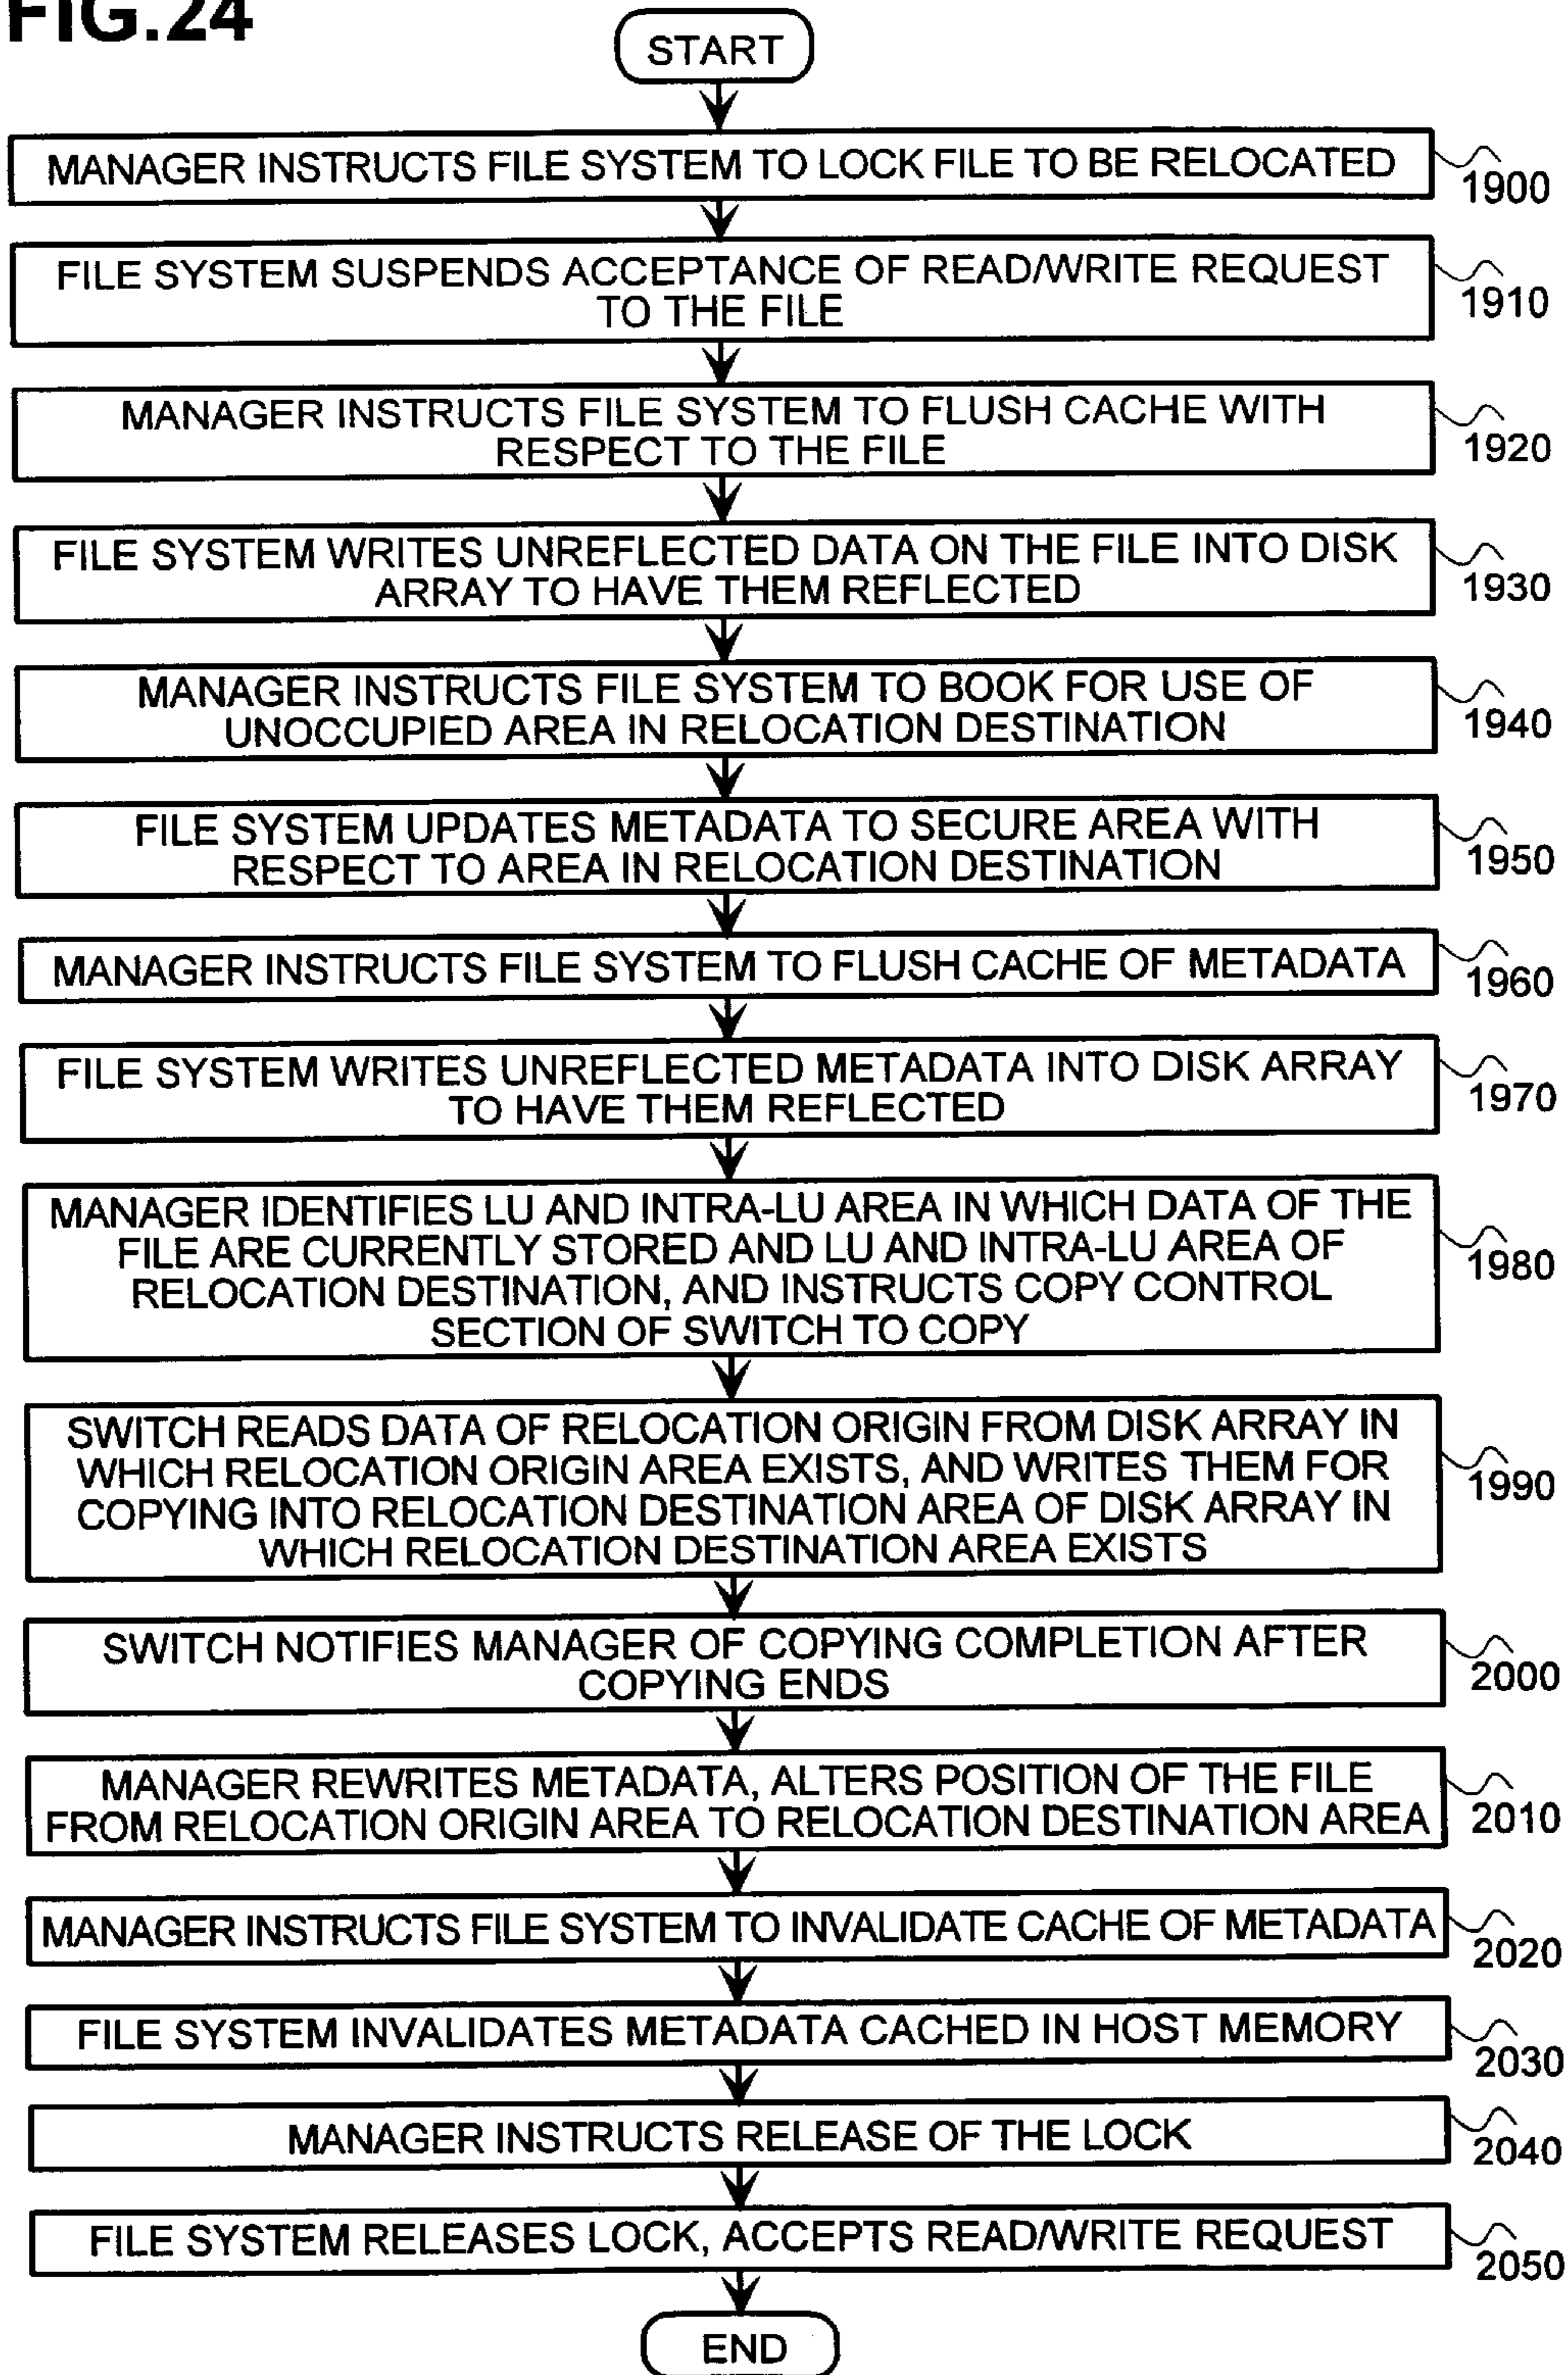 FIG.24
START
MANAGER INSTRUCTS FILE SYSTEM TO LOCK FILE TO BE RELOCATED
1900
FILE SYSTEM SUSPENDS ACCEPTANCE OF READ/WRITE REQUEST
TO THE FILE
1910
MANAGER INSTRUCTS FILE SYSTEM TO FLUSH CACHE WITH
RESPECT TO THE FILE
1920
FILE SYSTEM WRITES UNREFLECTED DATA ON THE FILE INTO DISK
ARRAY TO HAVE THEM REFLECTED
1930
MANAGER INSTRUCTS FILE SYSTEM TO BOOK FOR USE OF
UNOCCUPIED AREA IN RELOCATION DESTINATION
1940
FILE SYSTEM UPDATES METADATA TO SECURE AREA WITH
RESPECT TO AREA IN RELOCATION DESTINATION
1950
MANAGER INSTRUCTS FILE SYSTEM TO FLUSH CACHE OF METADATA
1960
FILE SYSTEM WRITES UNREFLECTED METADATA INTO DISK ARRAY
TO HAVE THEM REFLECTED
1970
MANAGER IDENTIFIES LU AND INTRA-LU AREA IN WHICH DATA OF THE
FILE ARE CURRENTLY STORED AND LU AND INTRA-LU AREA OF
RELOCATION DESTINATION, AND INSTRUCTS COPY CONTROL
SECTION OF SWITCH TO COPY
1980
SWITCH READS DATA OF RELOCATION ORIGIN FROM DISK ARRAY IN
WHICH RELOCATION ORIGIN AREA EXISTS, AND WRITES THEM FOR
COPYING INTO RELOCATION DESTINATION AREA OF DISK ARRAY IN
WHICH RELOCATION DESTINATION AREA EXISTS
1990
SWITCH NOTIFIES MANAGER OF COPYING COMPLETION AFTER
COPYING ENDS
2000
MANAGER REWRITES METADATA, ALTERS POSITION OF THE FILE
FROM RELOCATION ORIGIN AREA TO RELOCATION DESTINATION AREA
2010
MANAGER INSTRUCTS FILE SYSTEM TO INVALIDATE CACHE OF METADATA
2020
FILE SYSTEM INVALIDATES METADATA CACHED IN HOST MEMORY
2030
MANAGER INSTRUCTS RELEASE OF THE LOCK
2040
FILE SYSTEM RELEASES LOCK, ACCEPTS READ/WRITE REQUEST
2050
END